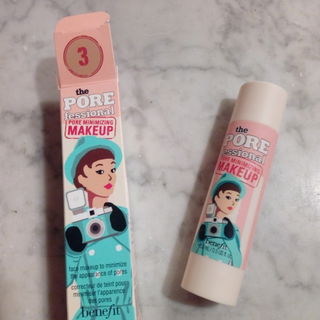 3
the
PORE
fessional
PORE MINIMIZING
MAKEUP
face makeup to minimize
the appearance of pores
correcteur de teint pour
minimiser l'apparence
des pores
benefit
the
PORE
fessional
PORE MINIMIZING
MAKEUP
benefit